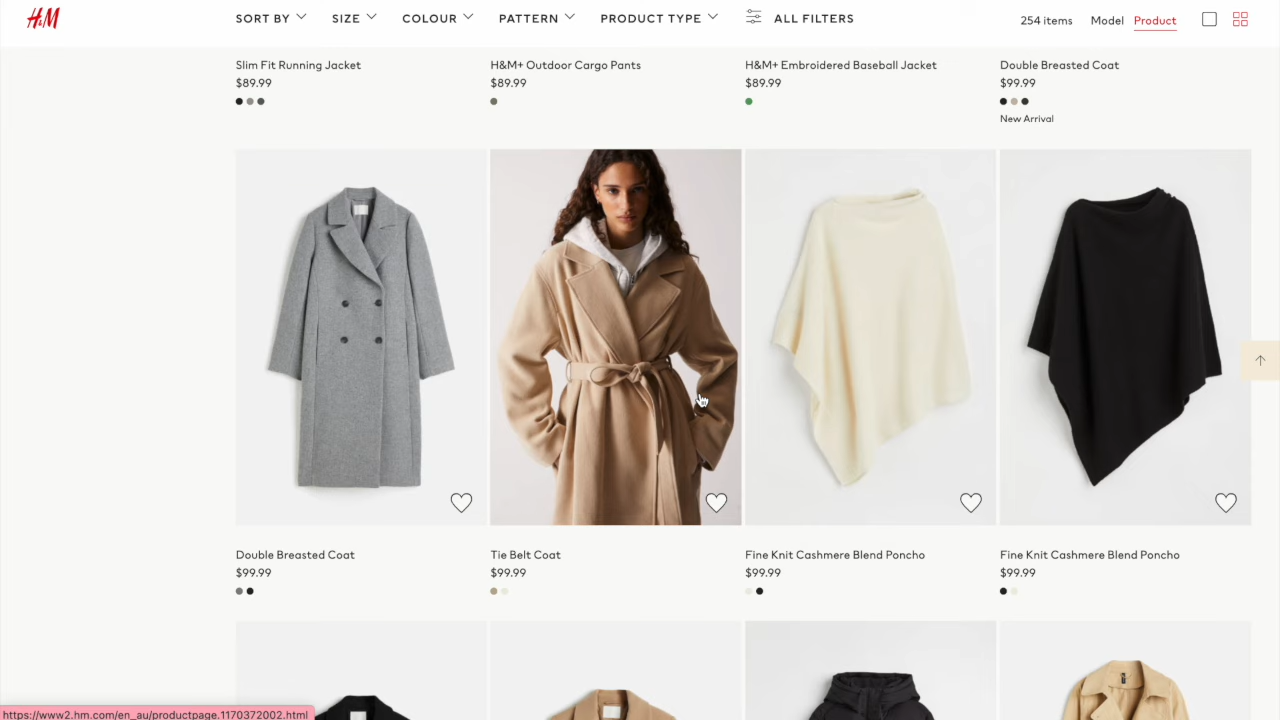 H&M
SORT BY SIZE COLOUR PATTERN PRODUCT TYPE ALL FILTERS 254 items Model Product
Slim Fit Running Jacket
$89.99
H&M+ Outdoor Cargo Pants
$89.99
H&M+ Embroidered Baseball Jacket
$89.99
Double Breasted Coat
$99.99
New Arrival
Double Breasted Coat
$99.99
Tie Belt Coat
$99.99
Fine Knit Cashmere Blend Poncho
$99.99
Fine Knit Cashmere Blend Poncho
$99.99
https://www2.hm.com/en_au/productpage.1170372002.html